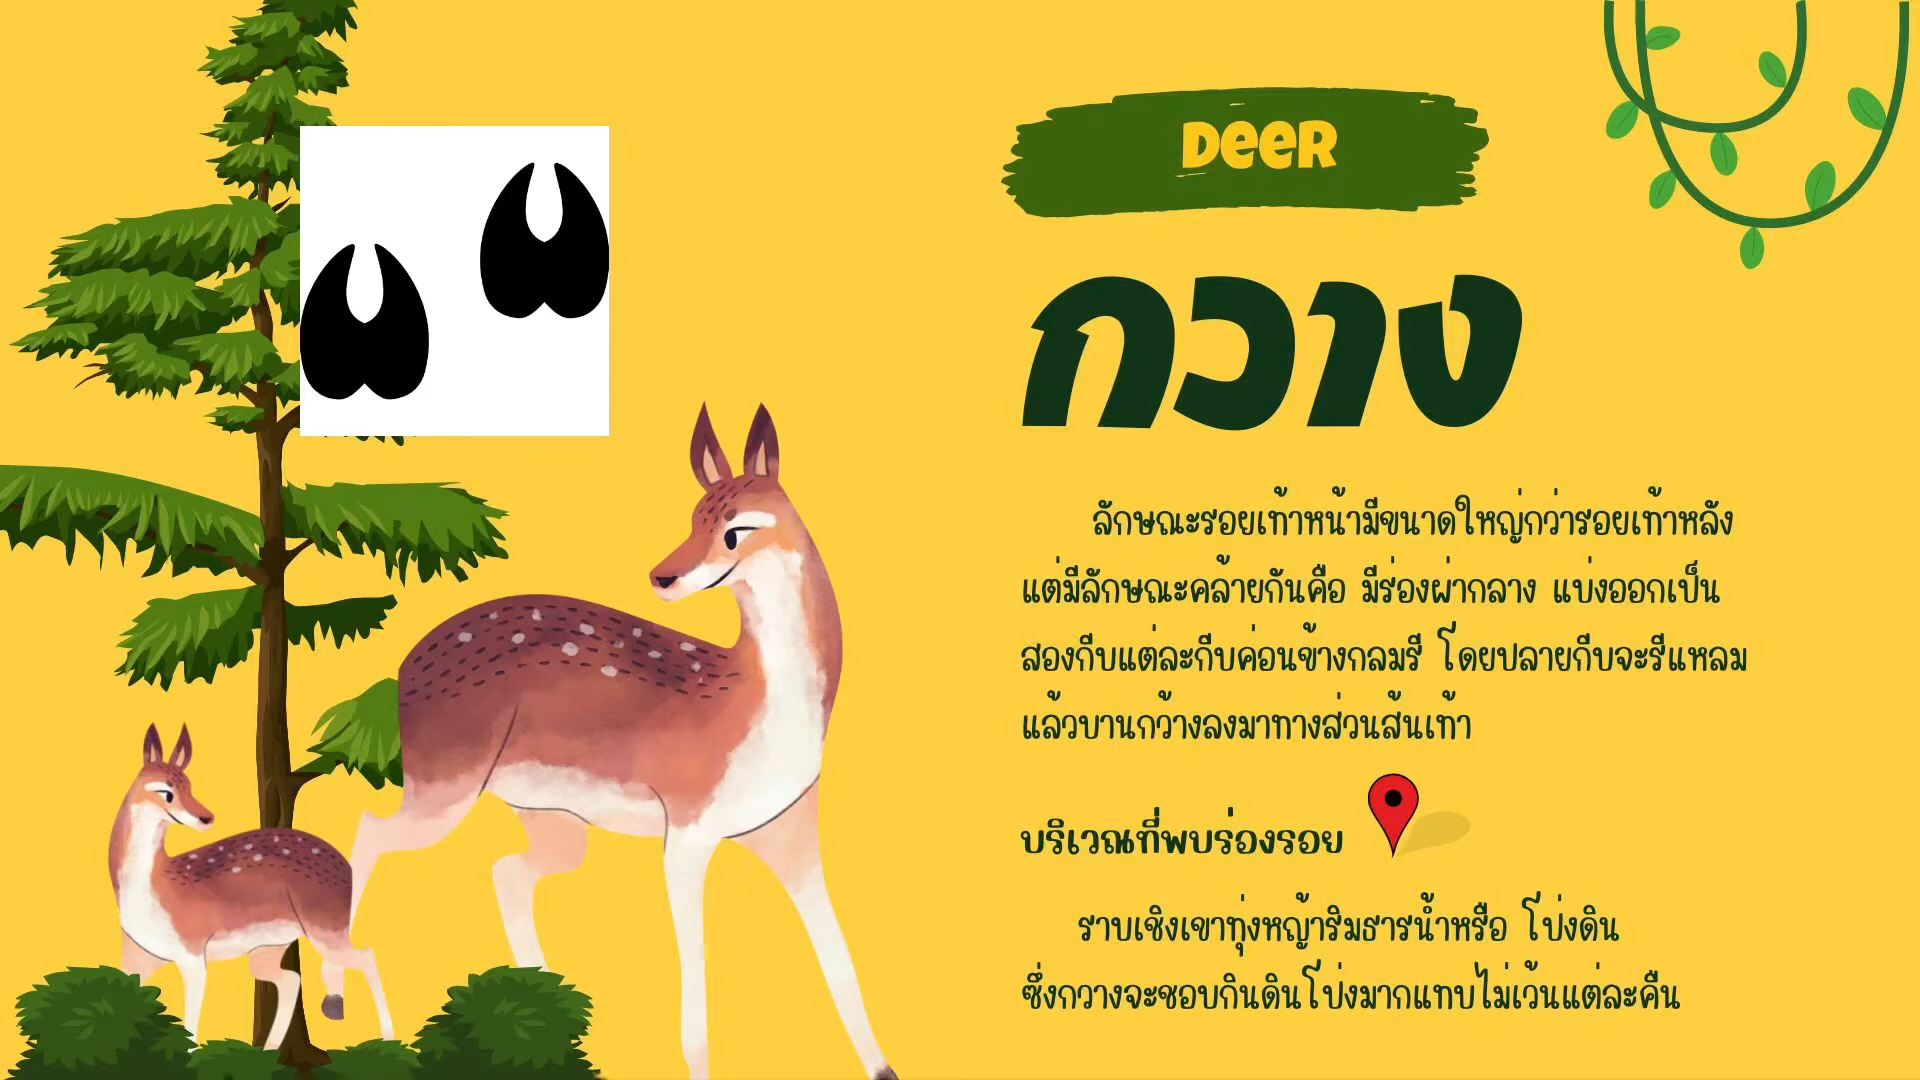 DeeR
กวาง
ลักษณะรอยเท้าหน้ามีขนาดใหญ่กว่ารอยเท้าหลัง
แต่มีลักษณะคล้ายกันคือ มีร่องผ่ากลาง แบ่งออกเป็น
สองกีบแต่ละกีบค่อนข้างกลมรี โดยปลายกีบจะรีแหลม
แล้วบานกว้างลงมาทางส่วนส้นเท้า
บริเวณที่พบร่องรอย
ราบเชิงเขาทุ่งหญ้าริมธารน้ำหรือ โป่งดิน
ซึ่งกวางจะชอบกินดินโป่งมากแทบไม่เว้นแต่ละคืน